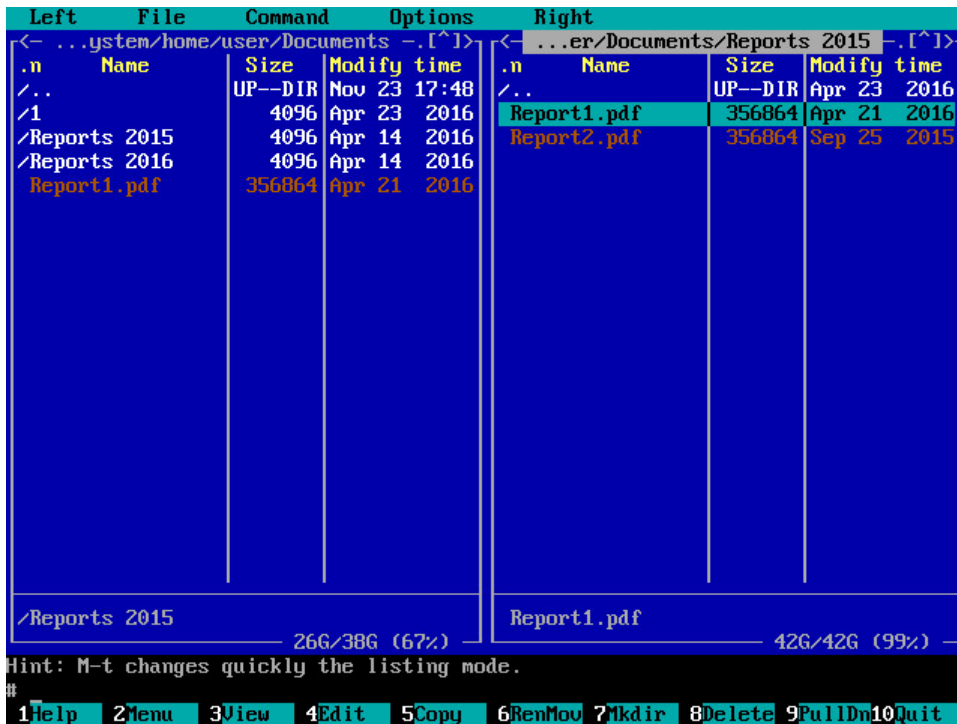 Left File Command Options Right
<− ...ystem/home/user/Documents −.[^]> <− ...er/Documents/Reports 2015 −.[^]>
.n Name Size Modify time .n Name Size Modify time
/.. UP--DIR Nov 23 17:48 /.. UP--DIR Apr 23 2016
/1 4096 Apr 23 2016 Report1.pdf 356864 Apr 21 2016
/Reports 2015 4096 Apr 14 2016 Report2.pdf 356864 Sep 25 2015
/Reports 2016 4096 Apr 14 2016
Report1.pdf 356864 Apr 21 2016
/Reports 2015 Report1.pdf
26G/38G (67%) 42G/42G (99%)
Hint: M-t changes quickly the listing mode.
# _
1Help 2Menu 3View 4Edit 5Copy 6RenMov 7Mkdir 8Delete 9PullDn 10Quit